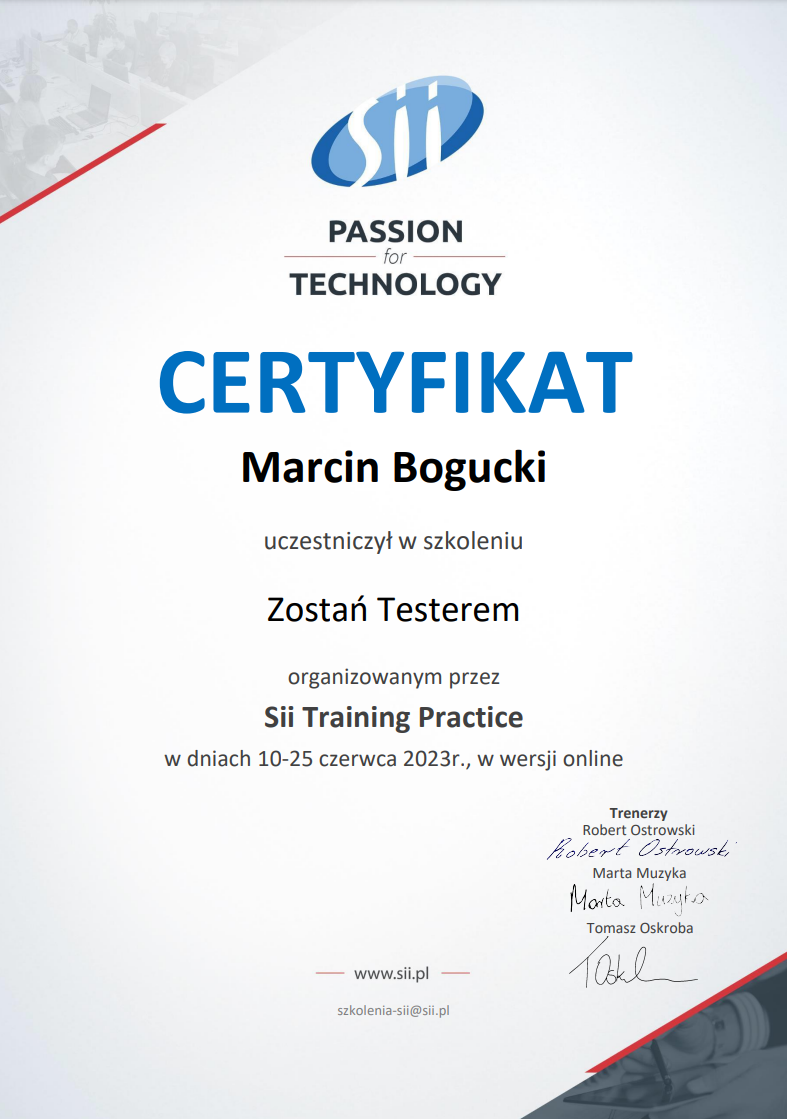 sii
PASSION
for
TECHNOLOGY
CERTYFIKAT
Marcin Bogucki
uczestniczył w szkoleniu
Zostań Testerem
organizowanym przez
Sii Training Practice
w dniach 10-25 czerwca 2023r., w wersji online
Trenerzy
Robert Ostrowski
Robert Ostrowski
Marta Muzyka
Marta Muzyka
Tomasz Oskroba
www.sii.pl
szkolenia-sii@sii.pl